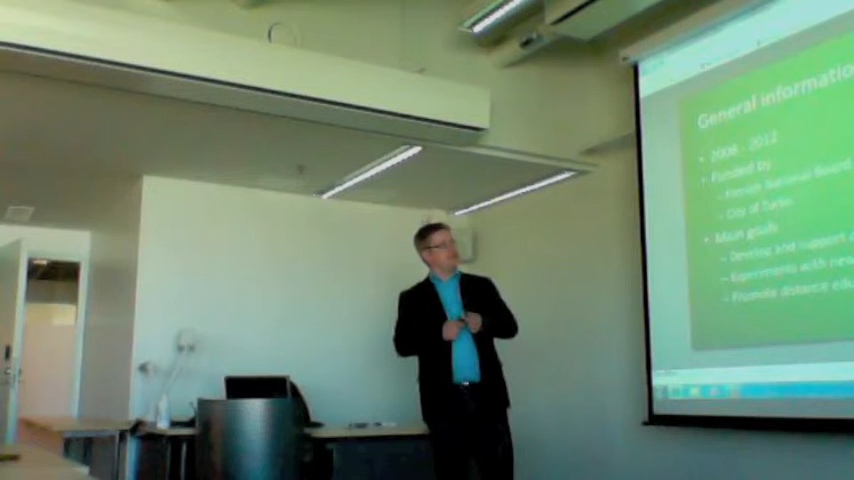 General informatio
• 2008 - 2012
• Funded by
– Finnish National Board
– City of Turku
• Main goals
– Develop and support
– Experiments with new
– Promote distance edu